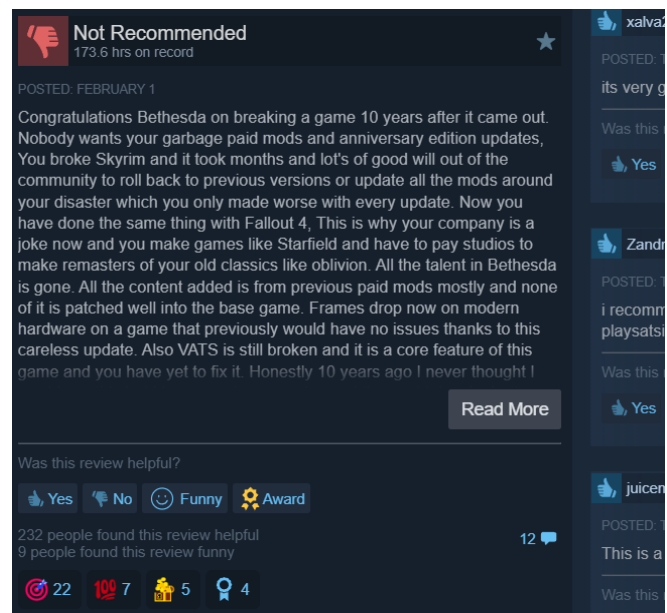 Not Recommended
173.6 hrs on record
POSTED: FEBRUARY 1
Congratulations Bethesda on breaking a game 10 years after it came out.
Nobody wants your garbage paid mods and anniversary edition updates,
You broke Skyrim and it took months and lot's of good will out of the
community to roll back to previous versions or update all the mods around
your disaster which you only made worse with every update. Now you
have done the same thing with Fallout 4, This is why your company is a
joke now and you make games like Starfield and have to pay studios to
make remasters of your old classics like oblivion. All the talent in Bethesda
is gone. All the content added is from previous paid mods mostly and none
of it is patched well into the base game. Frames drop now on modern
hardware on a game that previously would have no issues thanks to this
careless update. Also VATS is still broken and it is a core feature of this
game and you have yet to fix it. Honestly 10 years ago I never thought I
Read More
Was this review helpful?
Yes
No
Funny
Award
232 people found this review helpful
9 people found this review funny
12
22
100 7
5
4
xalva
POSTED:
its very
Was this
Yes
Zand
POSTED:
i recom
playsatsi
Was this
Yes
juicen
POSTED:
This is a
Was this